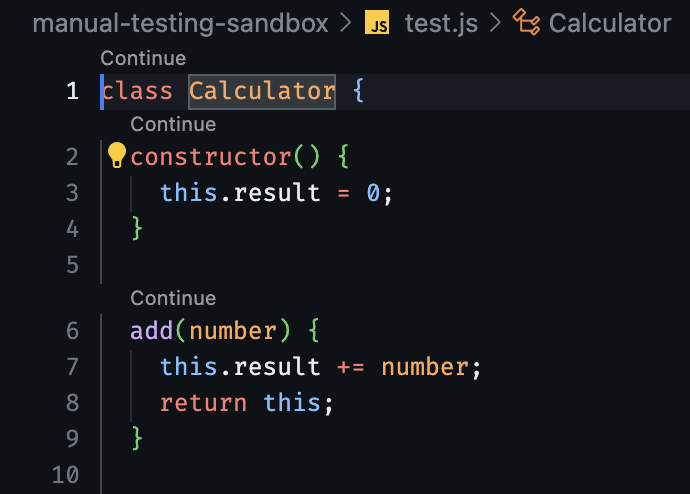 manual-testing-sandbox > JS test.js > Calculator
Continue
1 class Calculator {
Continue
2 constructor() {
3 this.result = 0;
4 }
5
Continue
6 add(number) {
7 this.result += number;
8 return this;
9 }
10